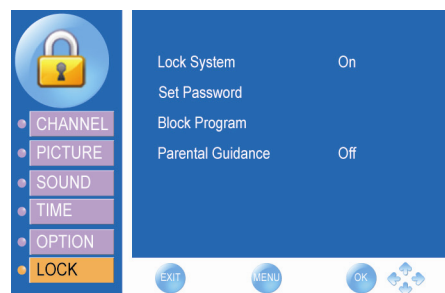 CHANNEL
PICTURE
SOUND
TIME
OPTION
LOCK
Lock System On
Set Password
Block Program
Parental Guidance Off
EXIT MENU OK